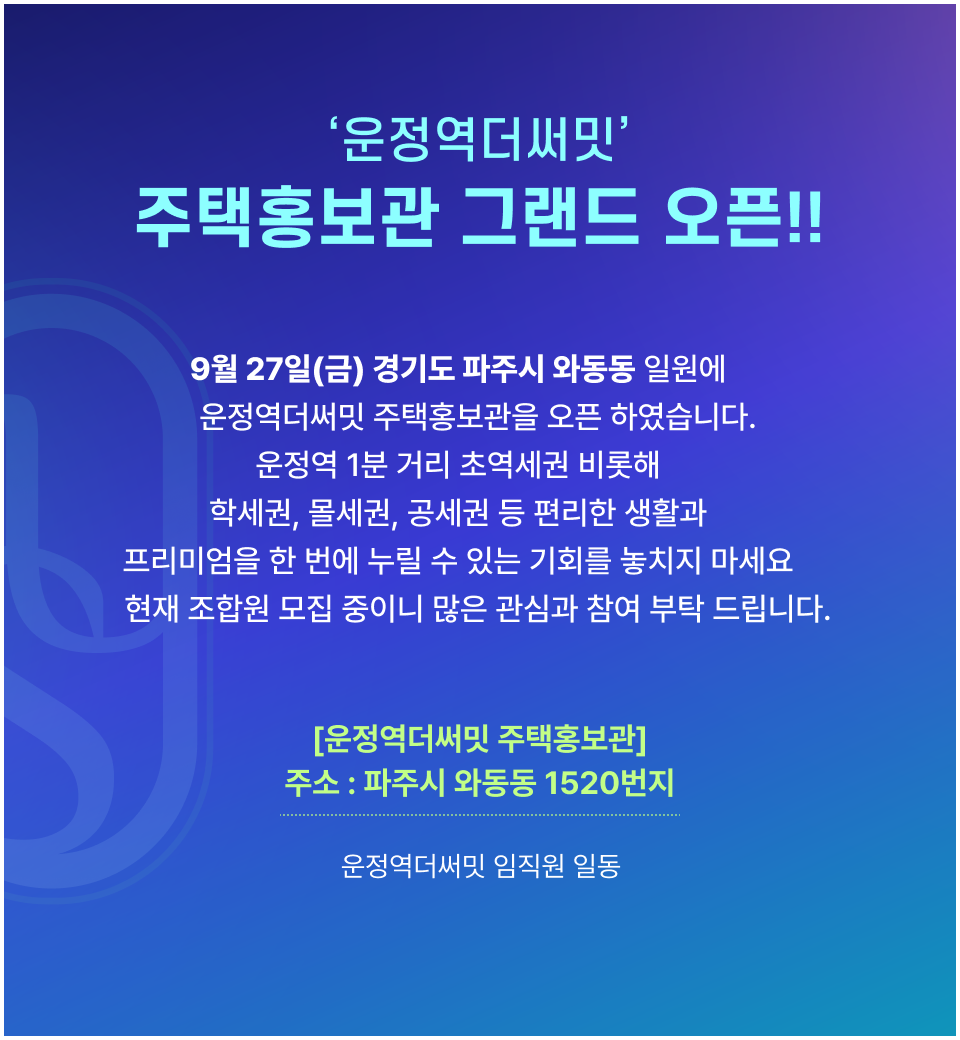 ‘운정역더써밋’
주택홍보관 그랜드 오픈!!
9월 27일(금) 경기도 파주시 와동동 일원에
운정역더써밋 주택홍보관을 오픈 하였습니다.
운정역 1분 거리 초역세권 비롯해
학세권, 몰세권, 공세권 등 편리한 생활과
프리미엄을 한 번에 누릴 수 있는 기회를 놓치지 마세요
현재 조합원 모집 중이니 많은 관심과 참여 부탁 드립니다.
[운정역더써밋 주택홍보관]
주소 : 파주시 와동동 1520번지
운정역더써밋 임직원 일동